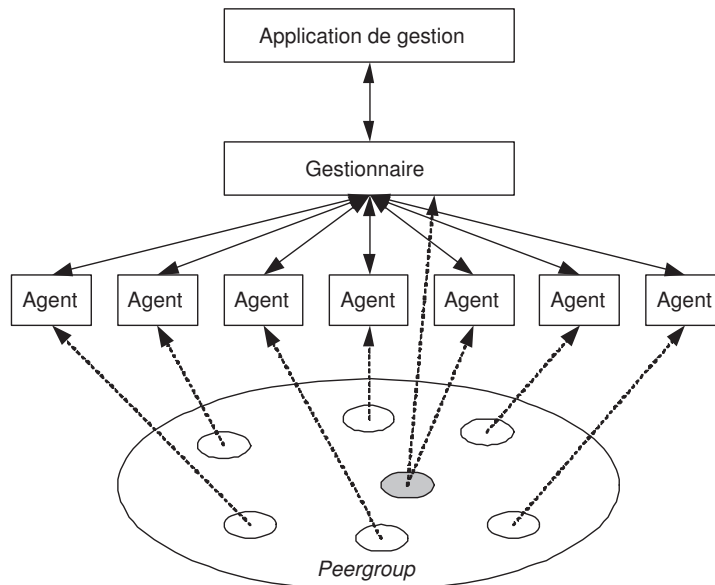 Application de gestion
Gestionnaire
Agent
Agent
Agent
Agent
Agent
Agent
Agent
Peergroup